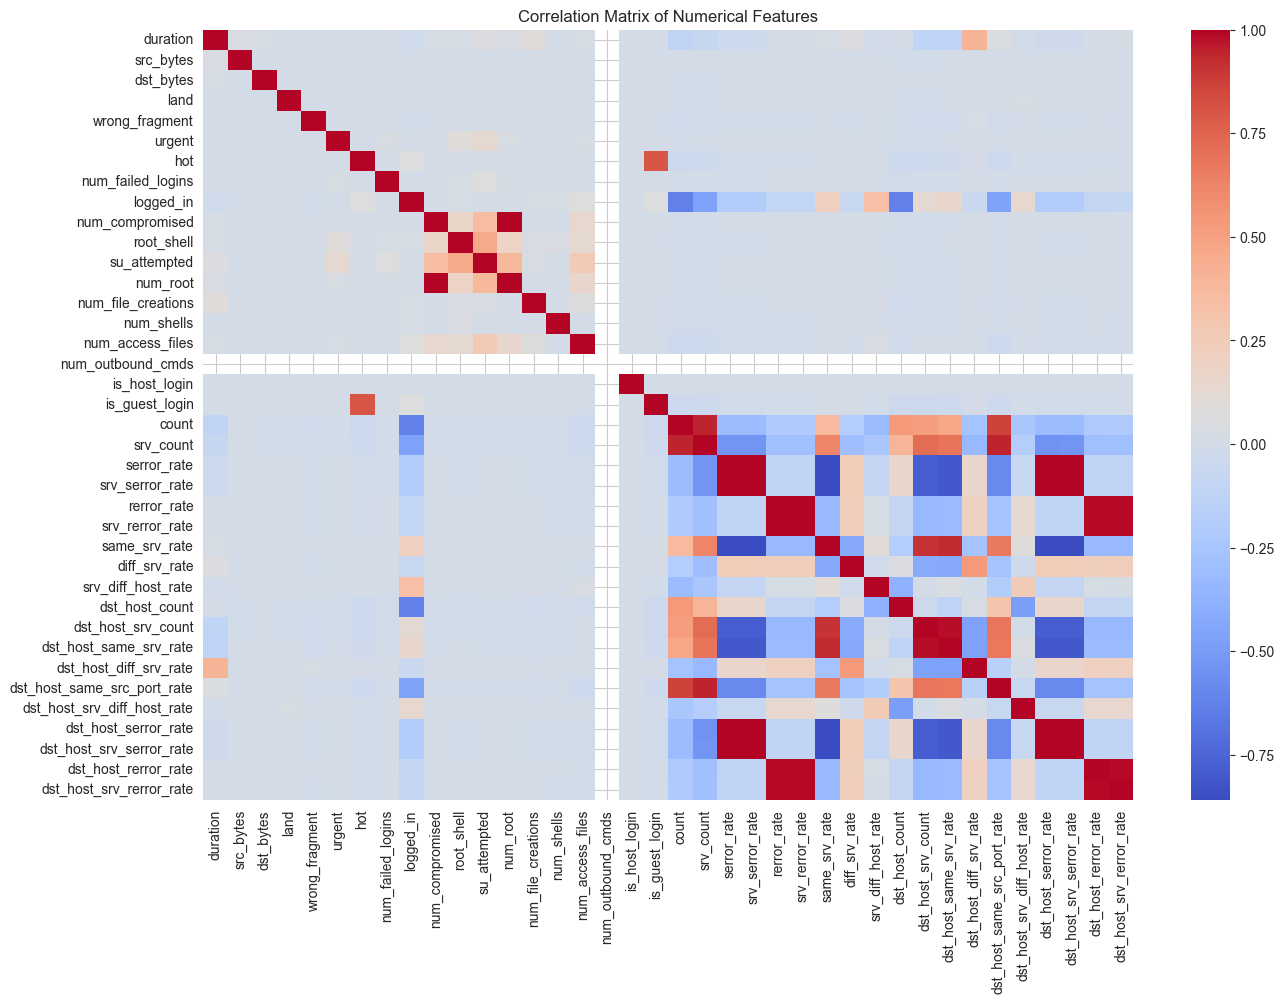 Correlation Matrix of Numerical Features
duration
src_bytes
dst_bytes
land
wrong_fragment
urgent
hot
num_failed_logins
logged_in
num_compromised
root_shell
su_attempted
num_root
num_file_creations
num_shells
num_access_files
num_outbound_cmds
is_host_login
is_guest_login
count
srv_count
serror_rate
srv_serror_rate
rerror_rate
srv_rerror_rate
same_srv_rate
diff_srv_rate
srv_diff_host_rate
dst_host_count
dst_host_srv_count
dst_host_same_srv_rate
dst_host_diff_srv_rate
dst_host_same_src_port_rate
dst_host_srv_diff_host_rate
dst_host_serror_rate
dst_host_srv_serror_rate
dst_host_rerror_rate
dst_host_srv_rerror_rate
duration
src_bytes
dst_bytes
land
wrong_fragment
urgent
hot
num_failed_logins
logged_in
num_compromised
root_shell
su_attempted
num_root
num_file_creations
num_shells
num_access_files
num_outbound_cmds
is_host_login
is_guest_login
count
srv_count
serror_rate
srv_serror_rate
rerror_rate
srv_rerror_rate
same_srv_rate
diff_srv_rate
srv_diff_host_rate
dst_host_count
dst_host_srv_count
dst_host_same_srv_rate
dst_host_diff_srv_rate
dst_host_same_src_port_rate
dst_host_srv_diff_host_rate
dst_host_serror_rate
dst_host_srv_serror_rate
dst_host_rerror_rate
dst_host_srv_rerror_rate
1.00
0.75
0.50
0.25
0.00
−0.25
−0.50
−0.75